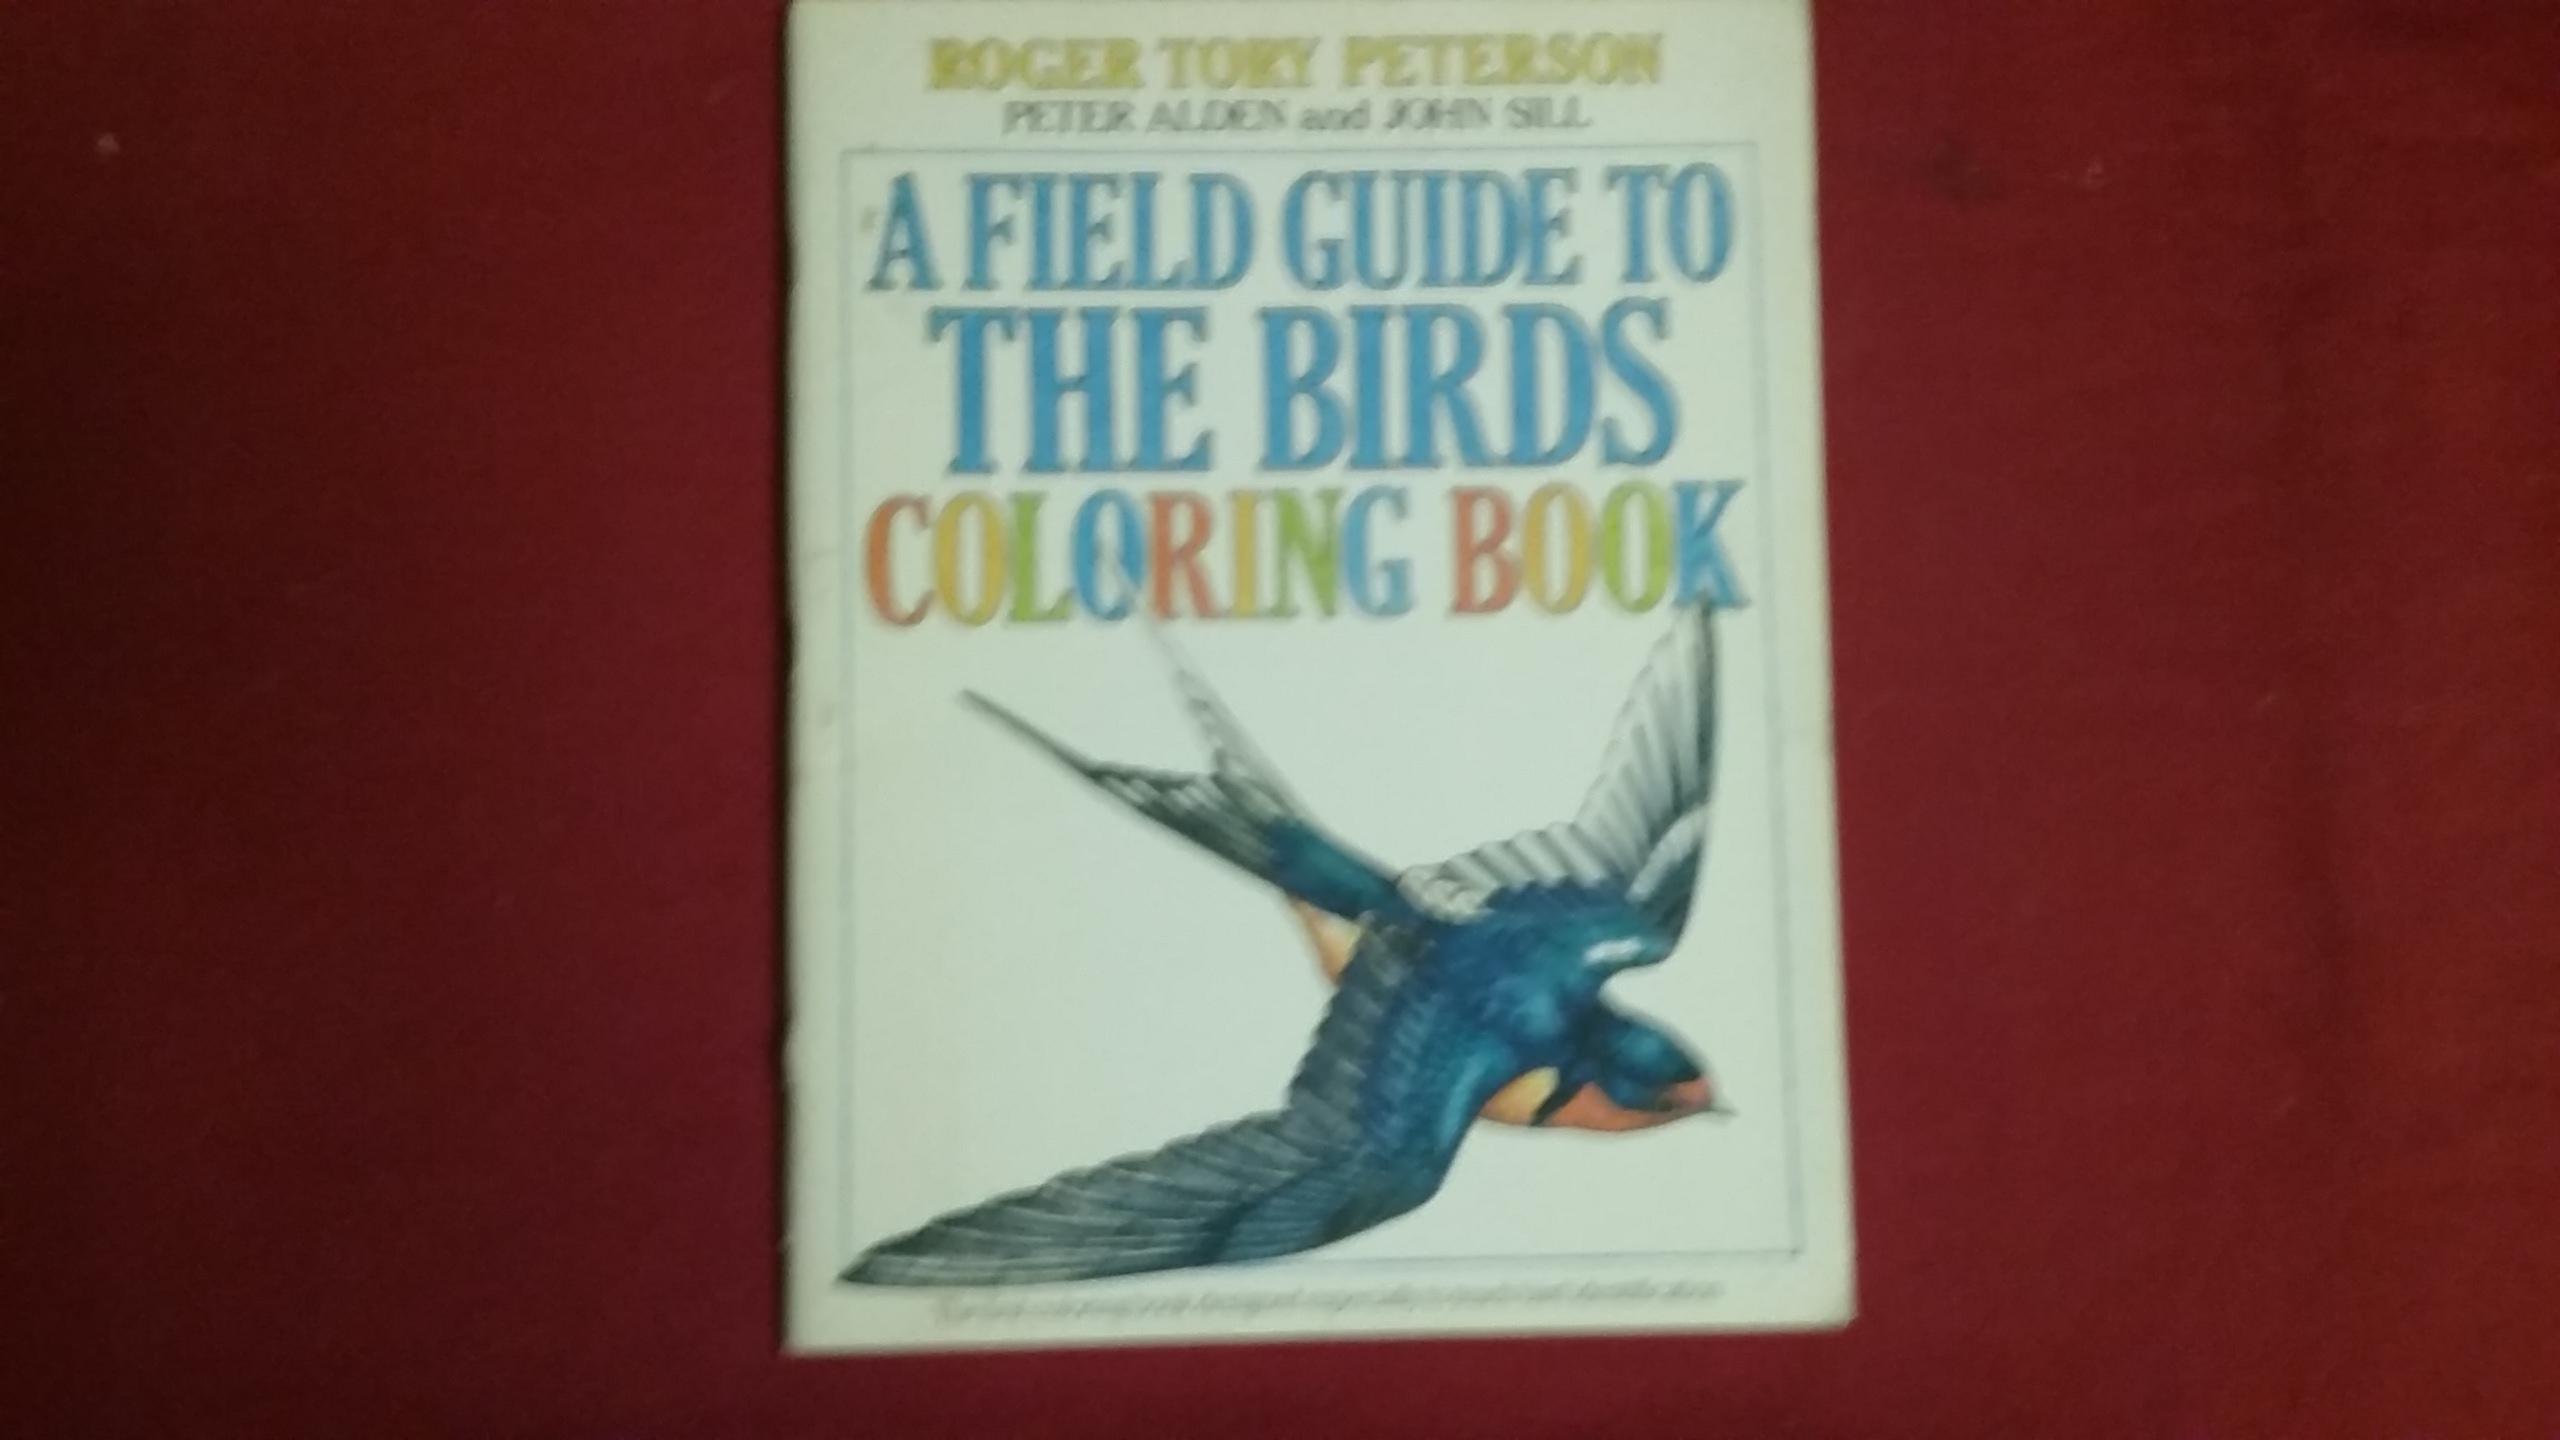 ROGER TORY PETERSON
PETER ALDEN and JOHN SILL
A FIELD GUIDE TO
THE BIRDS
COLORING BOOK